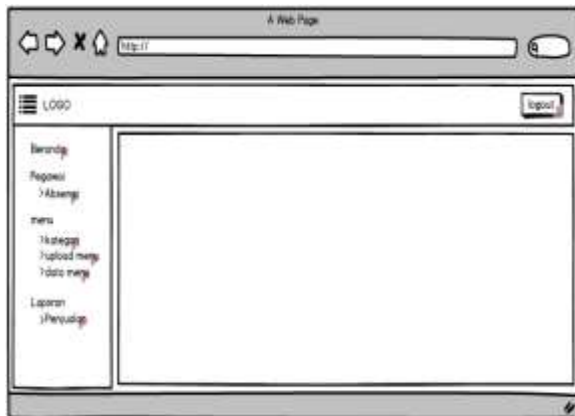 A Web Page
http://
LOGO
logout
Beranda
Pegawai
>Absensi
menu
>kategori
>upload menu
>data menu
Laporan
>Penjualan